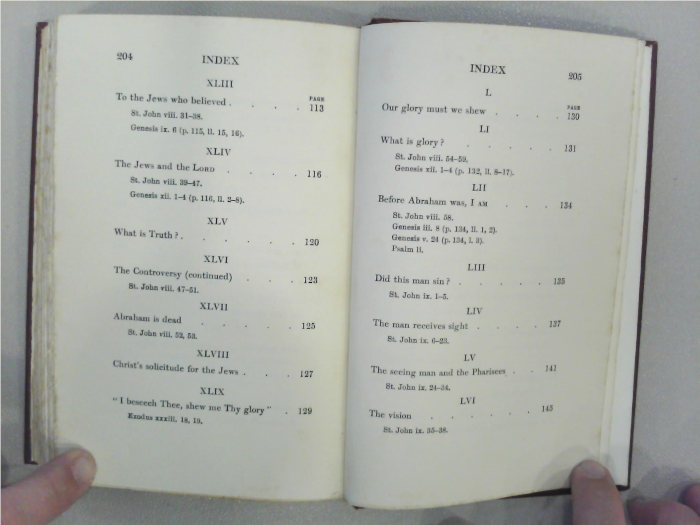 204 INDEX
XLIII
PAGE
To the Jews who believed . . . . 113
St. John viii. 31-38.
Genesis ix. 6 (p. 115, ll. 15, 16).
XLIV
The Jews and the LORD . . . . 116
St. John viii. 39-47.
Genesis xii. 1-4 (p. 116, ll. 2-8).
XLV
What is Truth ? . . . . . . 120
XLVI
The Controversy (continued) . . . 123
St. John viii. 47-51.
XLVII
Abraham is dead . . . . . 125
St. John viii. 52, 53.
XLVIII
Christ's solicitude for the Jews . . . 127
XLIX
"I beseech Thee, shew me Thy glory" . 129
Exodus xxxiii. 18, 19.
INDEX 205
L
PAGE
Our glory must we shew . . . . 130
LI
What is glory ? . . . . . 131
St. John viii. 54-59.
Genesis xii. 1-4 (p. 132, ll. 8-17).
LII
Before Abraham was, I AM . . . 134
St. John viii. 58.
Genesis iii. 8 (p. 134, ll. 1, 2).
Genesis v. 24 (p. 134, l. 3).
Psalm li.
LIII
Did this man sin ? . . . . . 135
St. John ix. 1-5.
LIV
The man receives sight . . . . 137
St. John ix. 6-23.
LV
The seeing man and the Pharisees . . 141
St. John ix. 24-34.
LVI
The vision . . . . . . 145
St. John ix. 35-38.